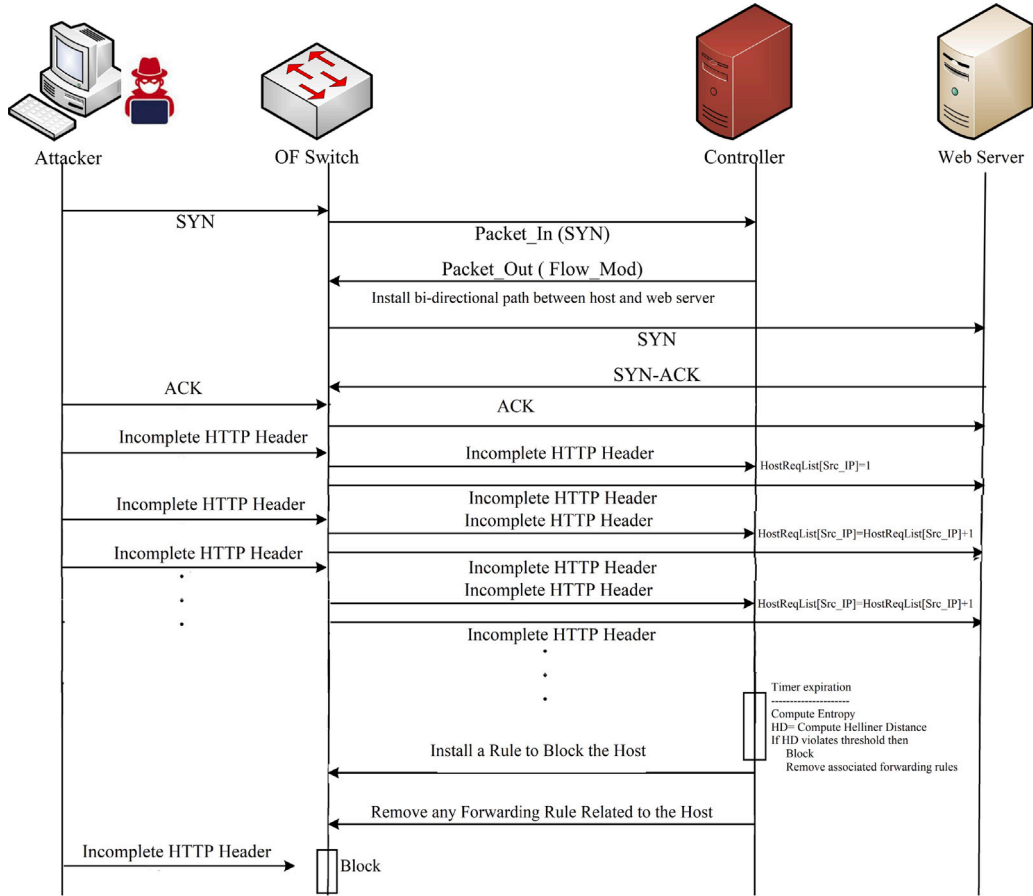 Attacker
OF Switch
Controller
Web Server
SYN
Packet_In (SYN)
Packet_Out ( Flow_Mod)
Install bi-directional path between host and web server
SYN
SYN-ACK
ACK
ACK
Incomplete HTTP Header
Incomplete HTTP Header
HostReqList[Src_IP]=1
Incomplete HTTP Header
Incomplete HTTP Header
Incomplete HTTP Header
HostReqList[Src_IP]=HostReqList[Src_IP]+1
Incomplete HTTP Header
Incomplete HTTP Header
Incomplete HTTP Header
HostReqList[Src_IP]=HostReqList[Src_IP]+1
Incomplete HTTP Header
Timer expiration
---------------------
Compute Entropy
HD= Compute Helliner Distance
If HD violates threshold then
Block
Remove associated forwarding rules
Install a Rule to Block the Host
Remove any Forwarding Rule Related to the Host
Incomplete HTTP Header
Block